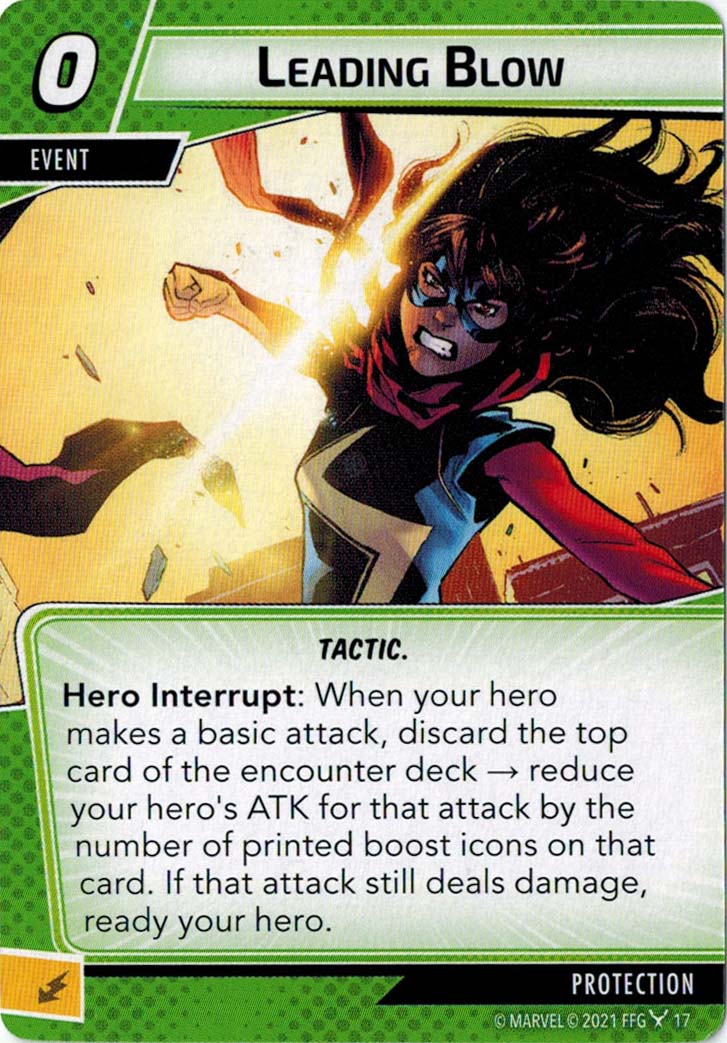 0
LEADING BLOW
EVENT
TACTIC.
Hero Interrupt: When your hero
makes a basic attack, discard the top
card of the encounter deck → reduce
your hero's ATK for that attack by the
number of printed boost icons on that
card. If that attack still deals damage,
ready your hero.
PROTECTION
© MARVEL © 2021 FFG 17